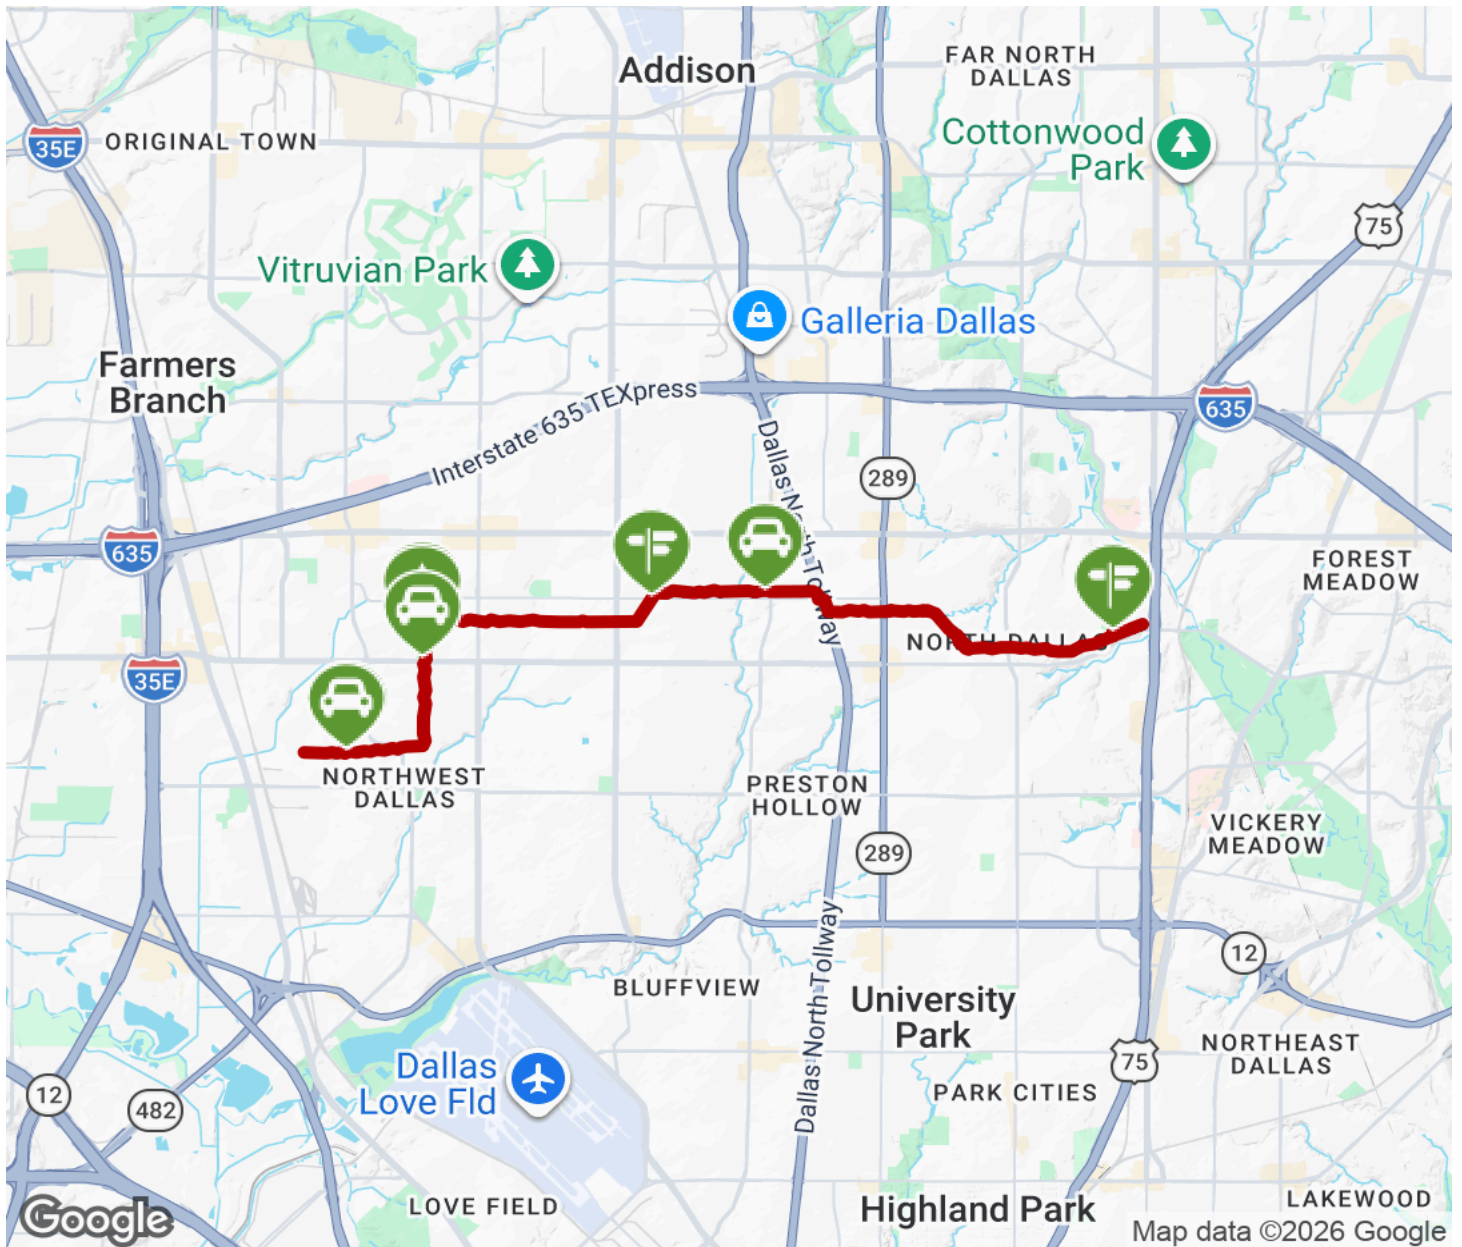 Addison
FAR NORTH
DALLAS
Cottonwood
Park
35E
ORIGINAL TOWN
75
Vitruvian Park
Galleria Dallas
Farmers
Branch
Interstate 635 TEXpress
635
Dallas North Tollway
289
635
FOREST
MEADOW
NORTH DALLAS
35E
NORTHWEST
DALLAS
PRESTON
HOLLOW
VICKERY
MEADOW
289
Dallas North Tollway
12
BLUFFVIEW
University
Park
NORTHEAST
DALLAS
75
Dallas
Love Fld
PARK CITIES
12
482
LOVE FIELD
Highland Park
LAKEWOOD
Google
Map data ©2026 Google